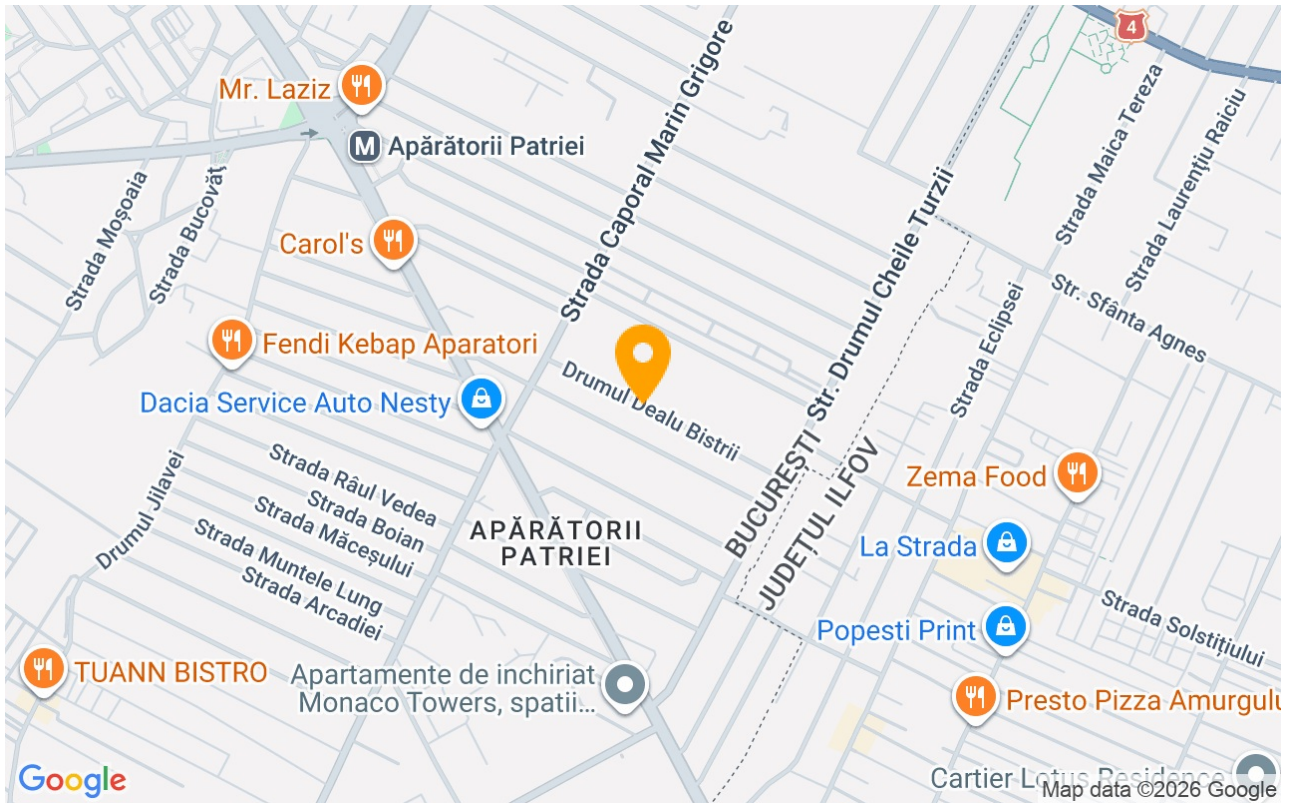 4
Mr. Laziz
M
Apărătorii Patriei
Strada Caporal Marin Grigore
Strada Maica Tereza
Strada Laurențiu Raiciu
Strada Moșoaia
Strada Bucovăț
Carol's
Str. Drumul Cheile Turzii
Str. Sfânta Agnes
Strada Eclipsei
Fendi Kebap Aparatori
Drumul Dealu Bistrii
Dacia Service Auto Nesty
Strada Râul Vedea
Strada Boian
Strada Măceșului
Strada Muntele Lung
Strada Arcadiei
Drumul Jilavei
APĂRĂTORII
PATRIEI
BUCUREȘTI
JUDEȚUL ILFOV
Zema Food
La Strada
Popesti Print
Strada Solstițiului
TUANN BISTRO
Apartamente de inchiriat
Monaco Towers, spatii...
Presto Pizza Amurgulu
Cartier Lotus Residence
Google
Map data ©2026 Google